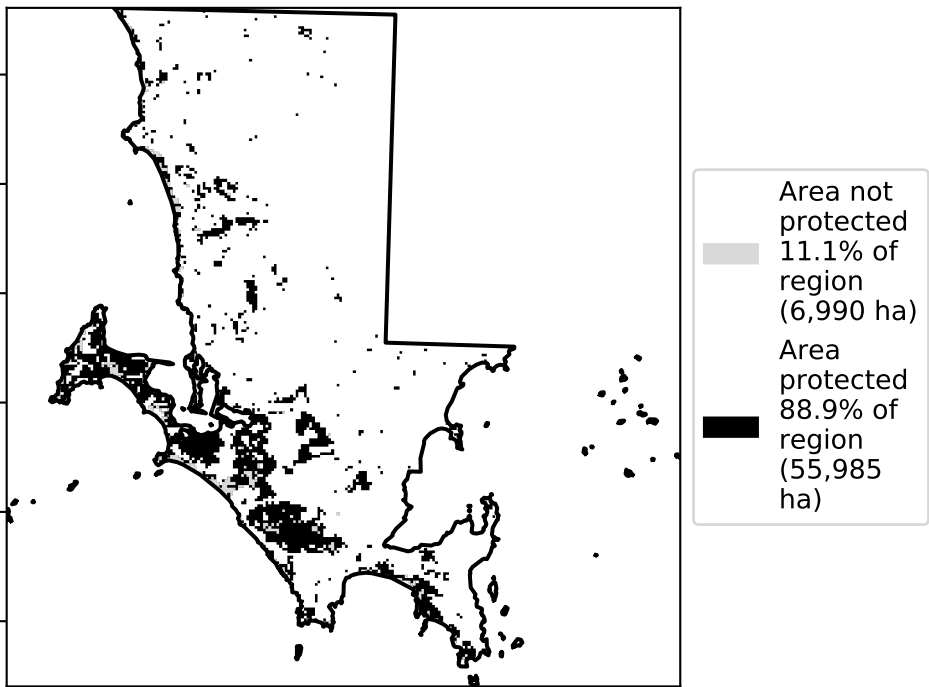 Area not
protected
11.1% of
region
(6,990 ha)
Area
protected
88.9% of
region
(55,985
ha)